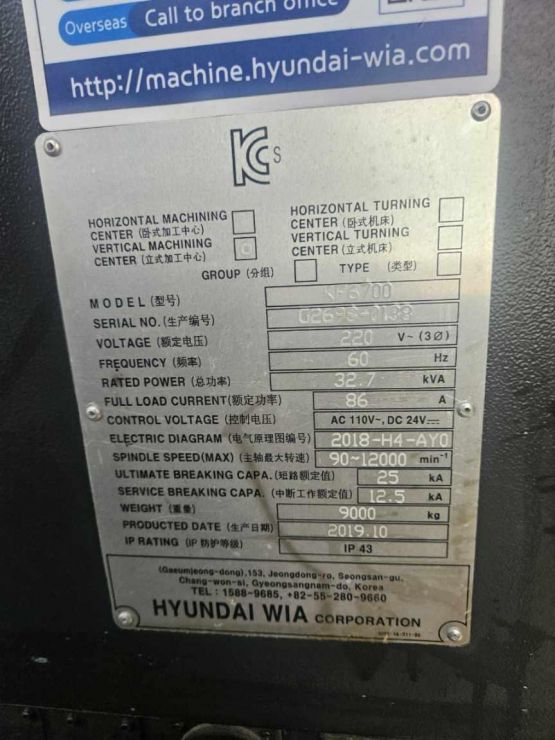 Overseas Call to branch office
http://machine.hyundai-wia.com
KC s
HORIZONTAL MACHINING CENTER (卧式加工中心)
HORIZONTAL TURNING CENTER (卧式机床)
VERTICAL MACHINING CENTER (立式加工中心) O
VERTICAL TURNING CENTER (立式机床)
GROUP (分组) TYPE (类型)
MODEL (型号)
SERIAL NO. (生产编号)
VOLTAGE (额定电压) 220 V~ (3Ø)
FREQUENCY (频率) 60 Hz
RATED POWER (总功率) 32.7 kVA
FULL LOAD CURRENT(额定功率) 86 A
CONTROL VOLTAGE (控制电压) AC 110V~, DC 24V
ELECTRIC DIAGRAM (电气原理图编号) 2018-H4-AY0
SPINDLE SPEED(MAX) (主轴最大转速) 90~12000 min⁻¹
ULTIMATE BREAKING CAPA. (短路额定值) 25 kA
SERVICE BREAKING CAPA. (中断工作额定值) 12.5 kA
WEIGHT (重量) 9000 kg
PRODUCTED DATE (生产日期) 2019.10
IP RATING (IP 防护等级) IP 43
(Gaeumjeong-dong),153, Jeongdong-ro, Seongsan-gu,
Chang-won-si, Gyeongsangnam-do, Korea
TEL : 1588-9685, +82-55-280-9660
HYUNDAI WIA CORPORATION